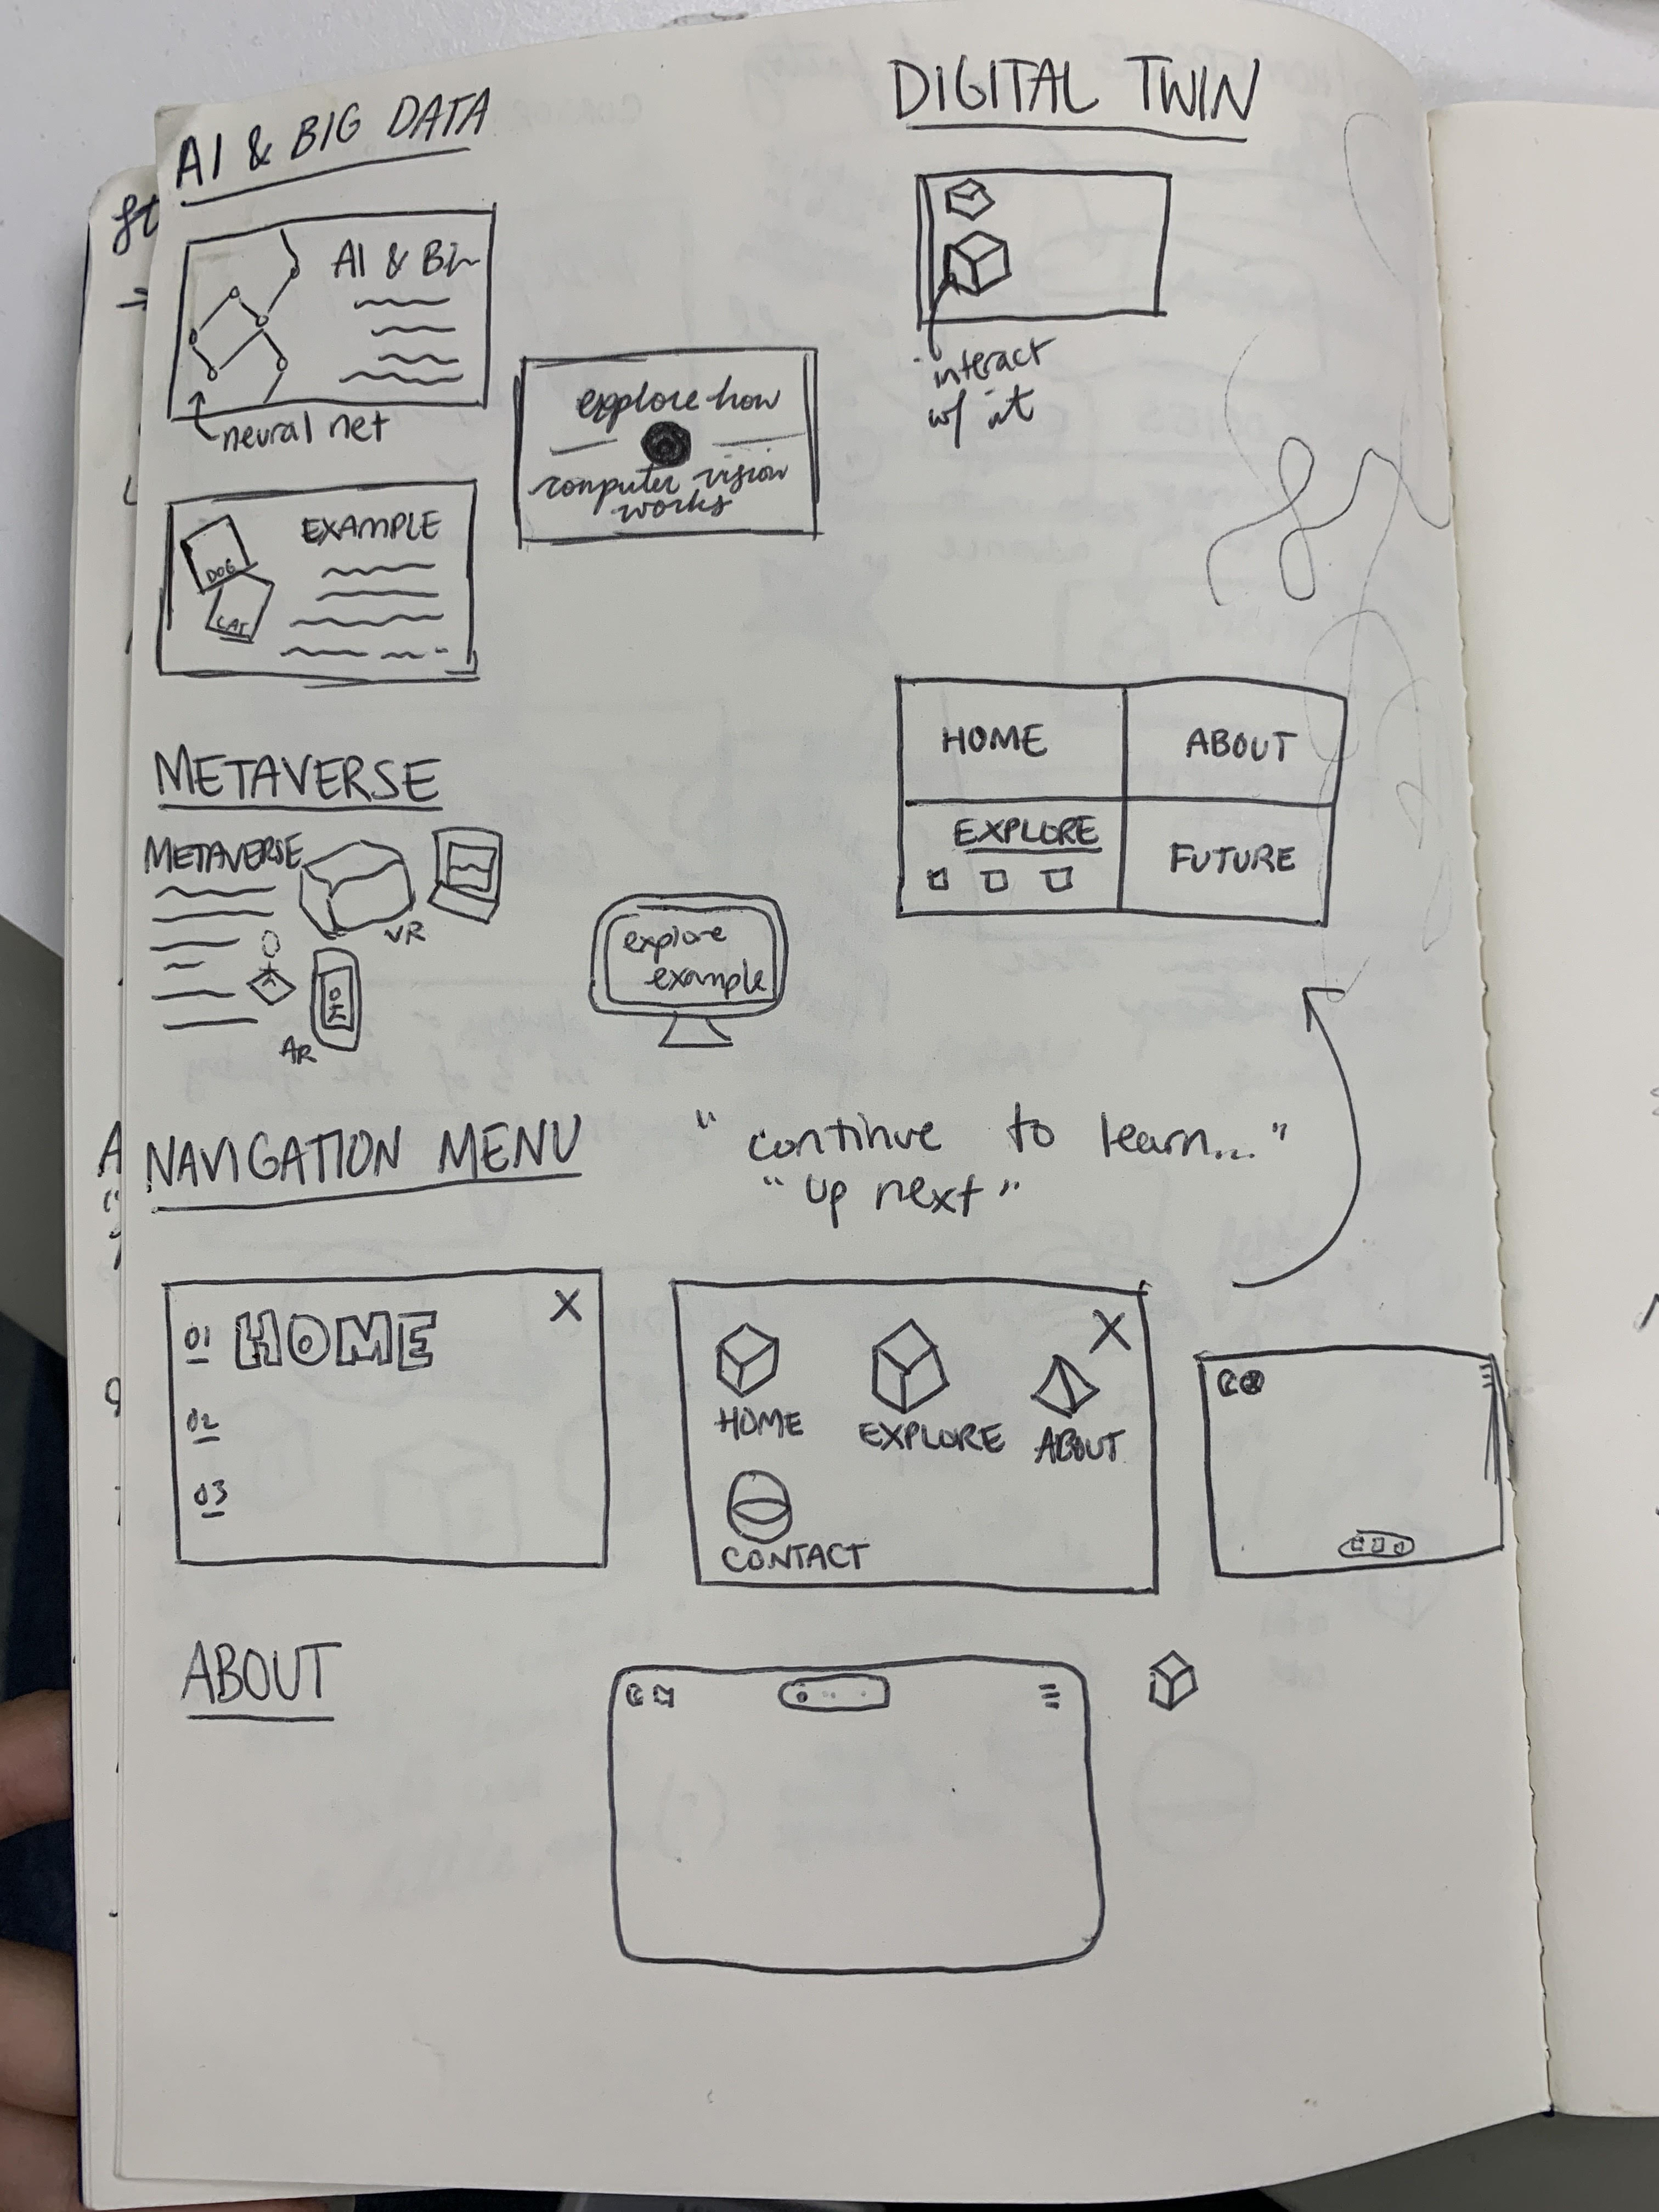 AI & BIG DATA
AI & Bi
neural net
explore how
computer vision
works
EXAMPLE
DOG
CAT
DIGITAL TWIN
interact
w/ it
METAVERSE
METAVERSE
VR
AR
explore
example
HOME
ABOUT
EXPLORE
FUTURE
NAVIGATION MENU
"continue to learn..."
"up next"
01 HOME X
02
03
X
HOME
EXPLORE
ABOUT
CONTACT
ABOUT